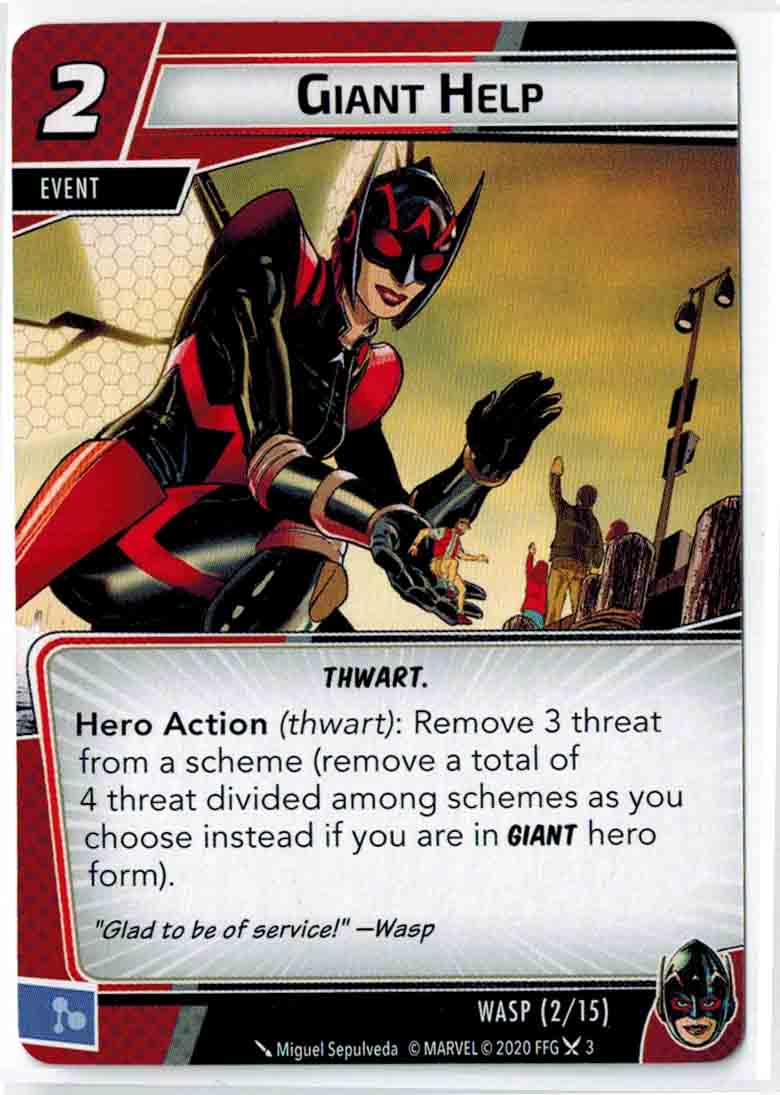 2
GIANT HELP
EVENT
THWART.
Hero Action (thwart): Remove 3 threat
from a scheme (remove a total of
4 threat divided among schemes as you
choose instead if you are in GIANT hero
form).
"Glad to be of service!" —Wasp
WASP (2/15)
Miguel Sepulveda © MARVEL © 2020 FFG 3